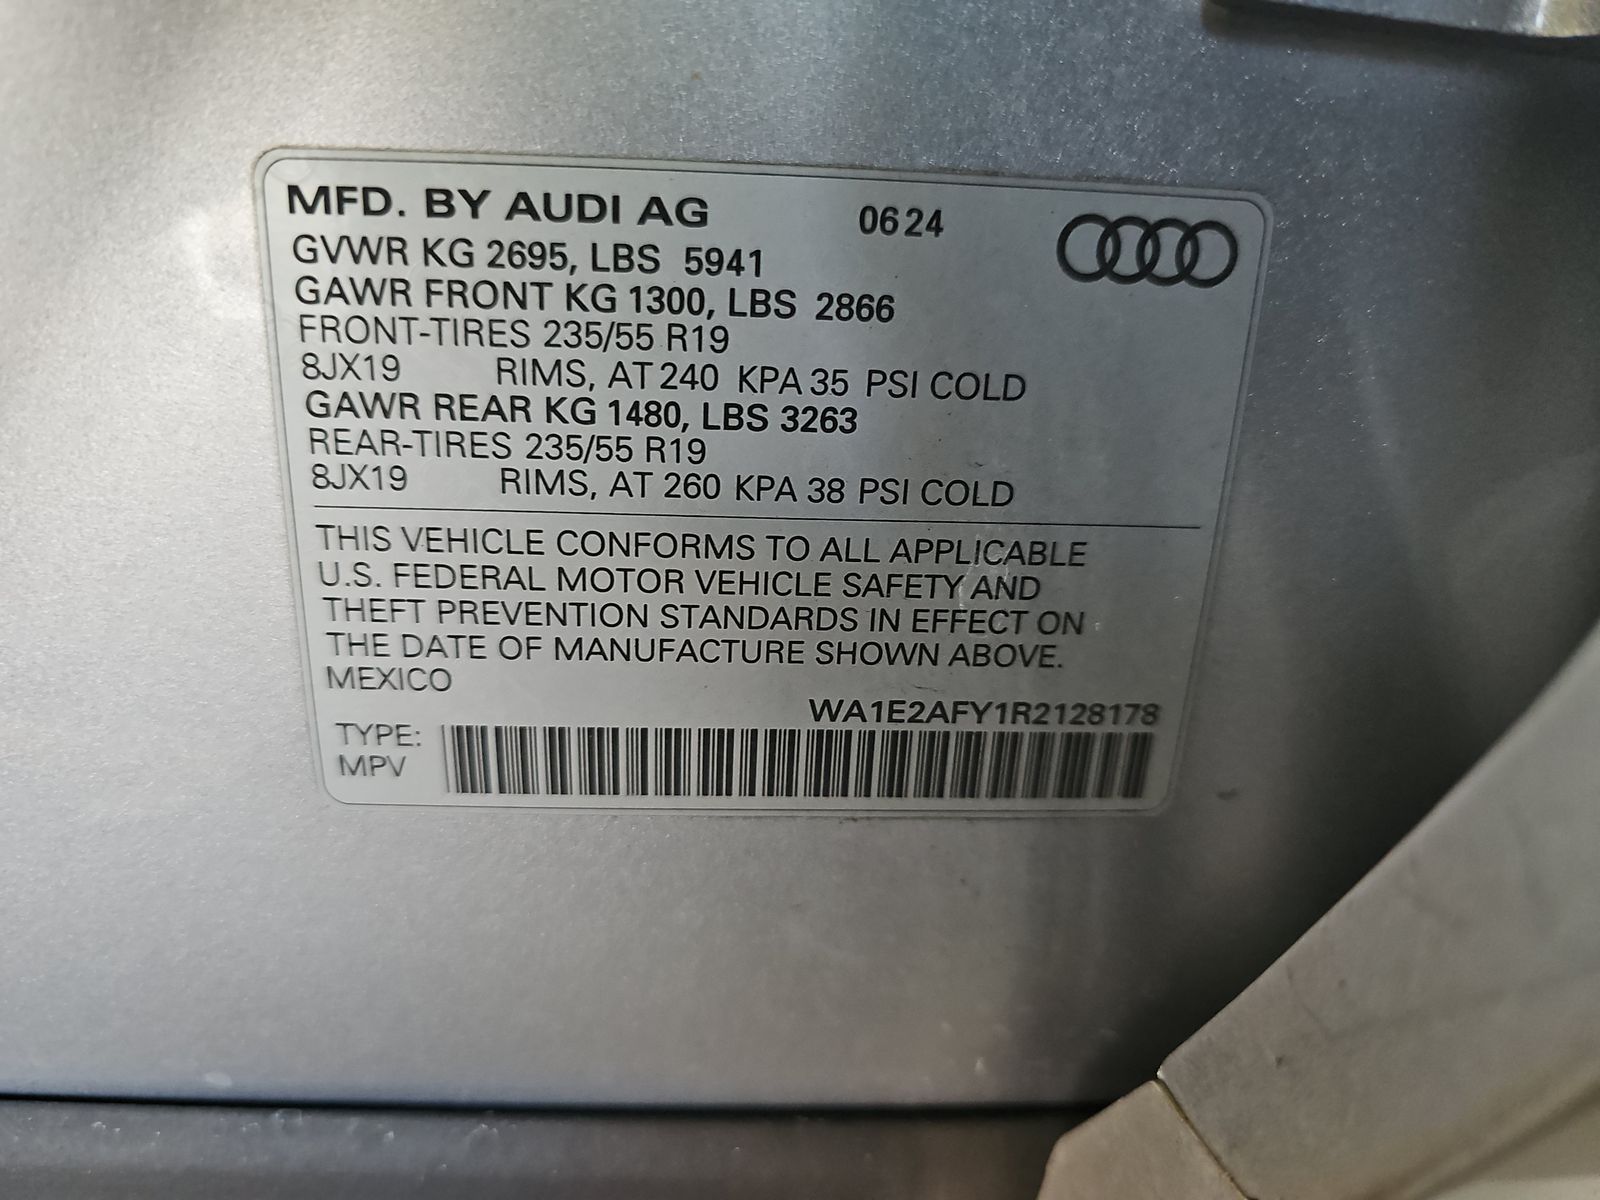 MFD. BY AUDI AG 0624
GVWR KG 2695, LBS 5941
GAWR FRONT KG 1300, LBS 2866
FRONT-TIRES 235/55 R19
8JX19 RIMS, AT 240 KPA 35 PSI COLD
GAWR REAR KG 1480, LBS 3263
REAR-TIRES 235/55 R19
8JX19 RIMS, AT 260 KPA 38 PSI COLD
THIS VEHICLE CONFORMS TO ALL APPLICABLE
U.S. FEDERAL MOTOR VEHICLE SAFETY AND
THEFT PREVENTION STANDARDS IN EFFECT ON
THE DATE OF MANUFACTURE SHOWN ABOVE.
MEXICO
WA1E2AFY1R2128178
TYPE:
MPV